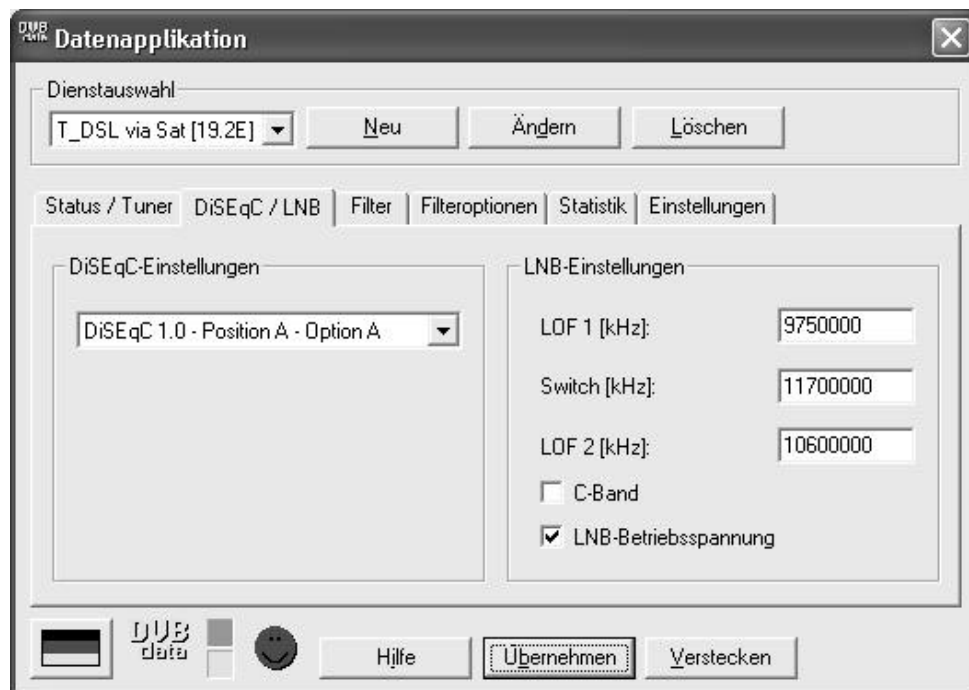 DVB data Datenapplikation
Dienstauswahl
T_DSL via Sat [19.2E] Neu Ändern Löschen
Status / Tuner DiSEqC / LNB Filter Filteroptionen Statistik Einstellungen
DiSEqC-Einstellungen LNB-Einstellungen
DiSEqC 1.0 - Position A - Option A
LOF 1 [kHz]: 9750000
Switch [kHz]: 11700000
LOF 2 [kHz]: 10600000
C-Band
LNB-Betriebsspannung
DVB
data
Hilfe Übernehmen Verstecken